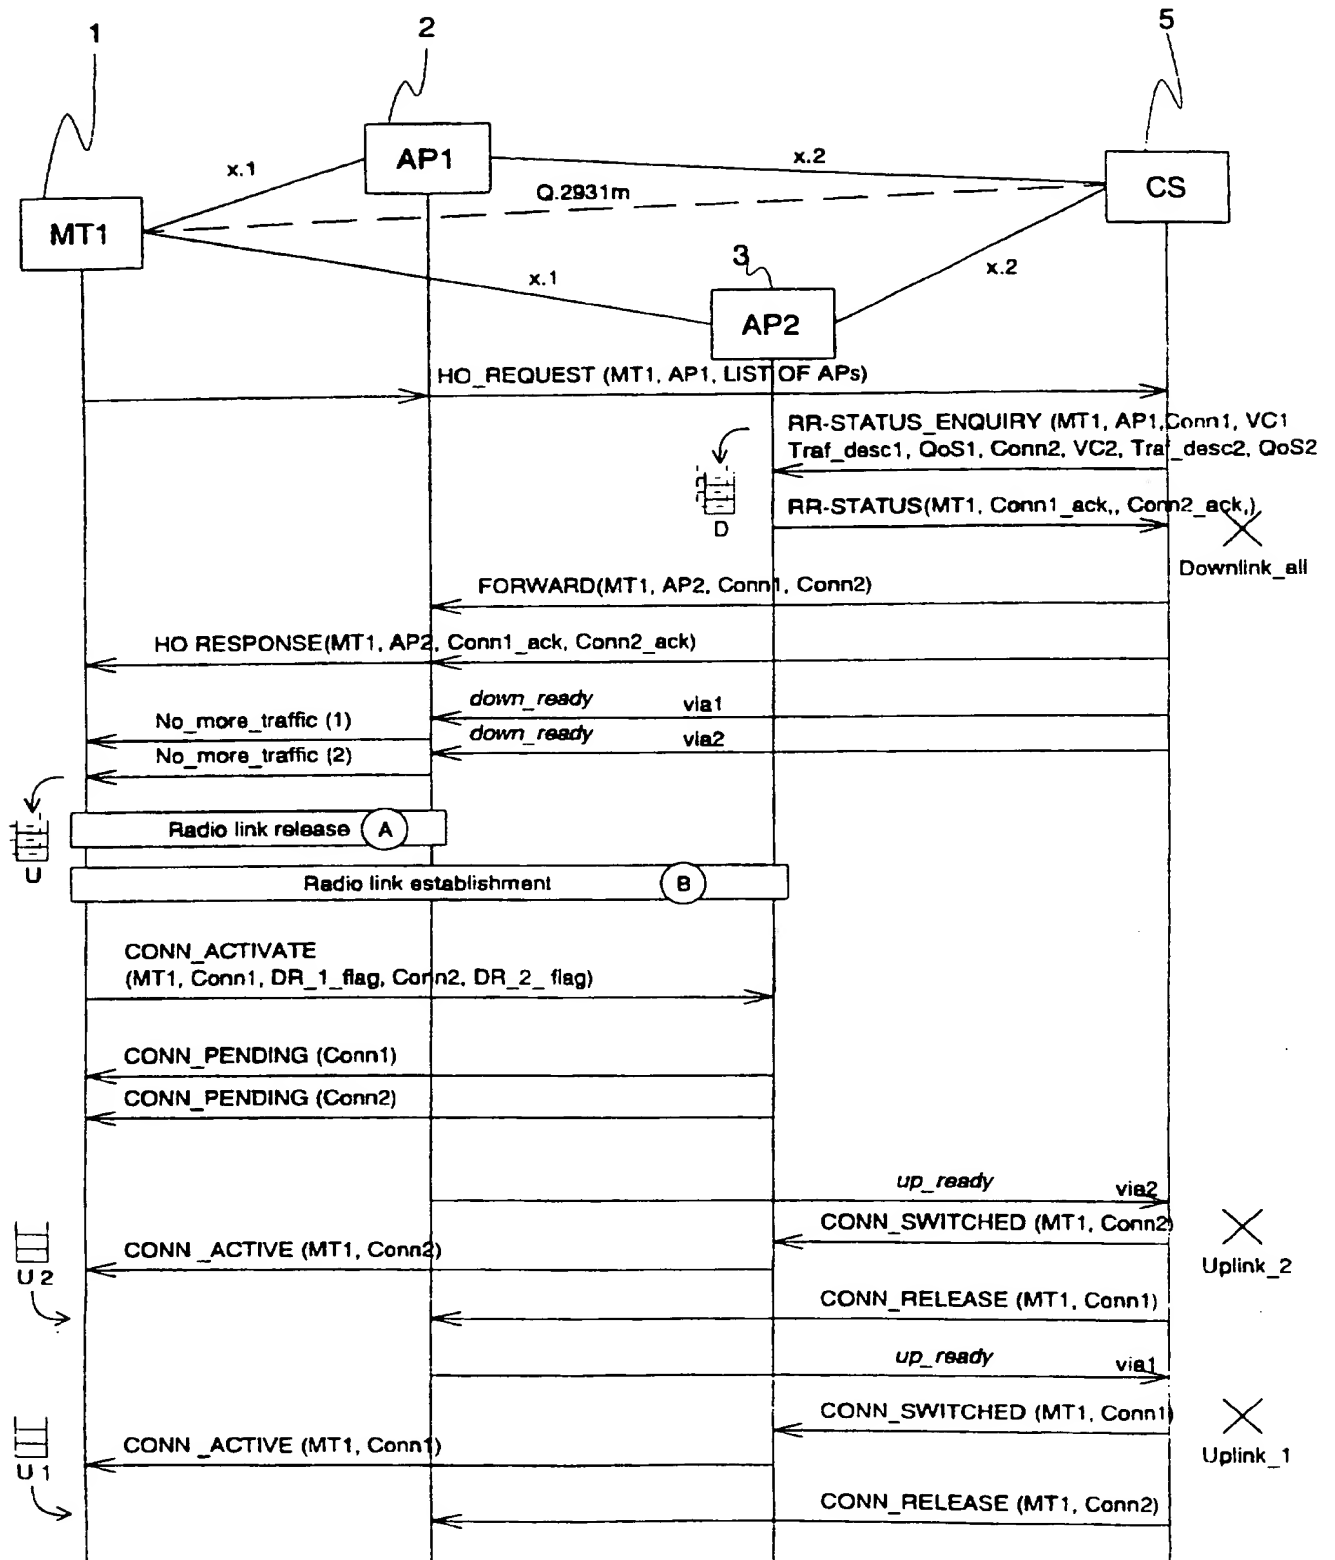 1
2
5
AP1
CS
MT1
x.1
x.2
Q.2931m
x.1
3
x.2
AP2
HO_REQUEST (MT1, AP1, LIST OF APs)
RR-STATUS_ENQUIRY (MT1, AP1,Conn1, VC1
Traf_desc1, QoS1, Conn2, VC2, Traf_desc2, QoS2
D
RR-STATUS(MT1, Conn1_ack,, Conn2_ack,)
Downlink_all
FORWARD(MT1, AP2, Conn1, Conn2)
HO RESPONSE(MT1, AP2, Conn1_ack, Conn2_ack)
down_ready via1
No_more_traffic (1)
down_ready via2
No_more_traffic (2)
Radio link release A
U
Radio link establishment B
CONN_ACTIVATE
(MT1, Conn1, DR_1_flag, Conn2, DR_2_ flag)
CONN_PENDING (Conn1)
CONN_PENDING (Conn2)
up_ready via2
CONN_SWITCHED (MT1, Conn2)
CONN _ACTIVE (MT1, Conn2)
Uplink_2
U 2
CONN_RELEASE (MT1, Conn1)
up_ready via1
CONN_SWITCHED (MT1, Conn1)
CONN _ACTIVE (MT1, Conn1)
Uplink_1
U 1
CONN_RELEASE (MT1, Conn2)